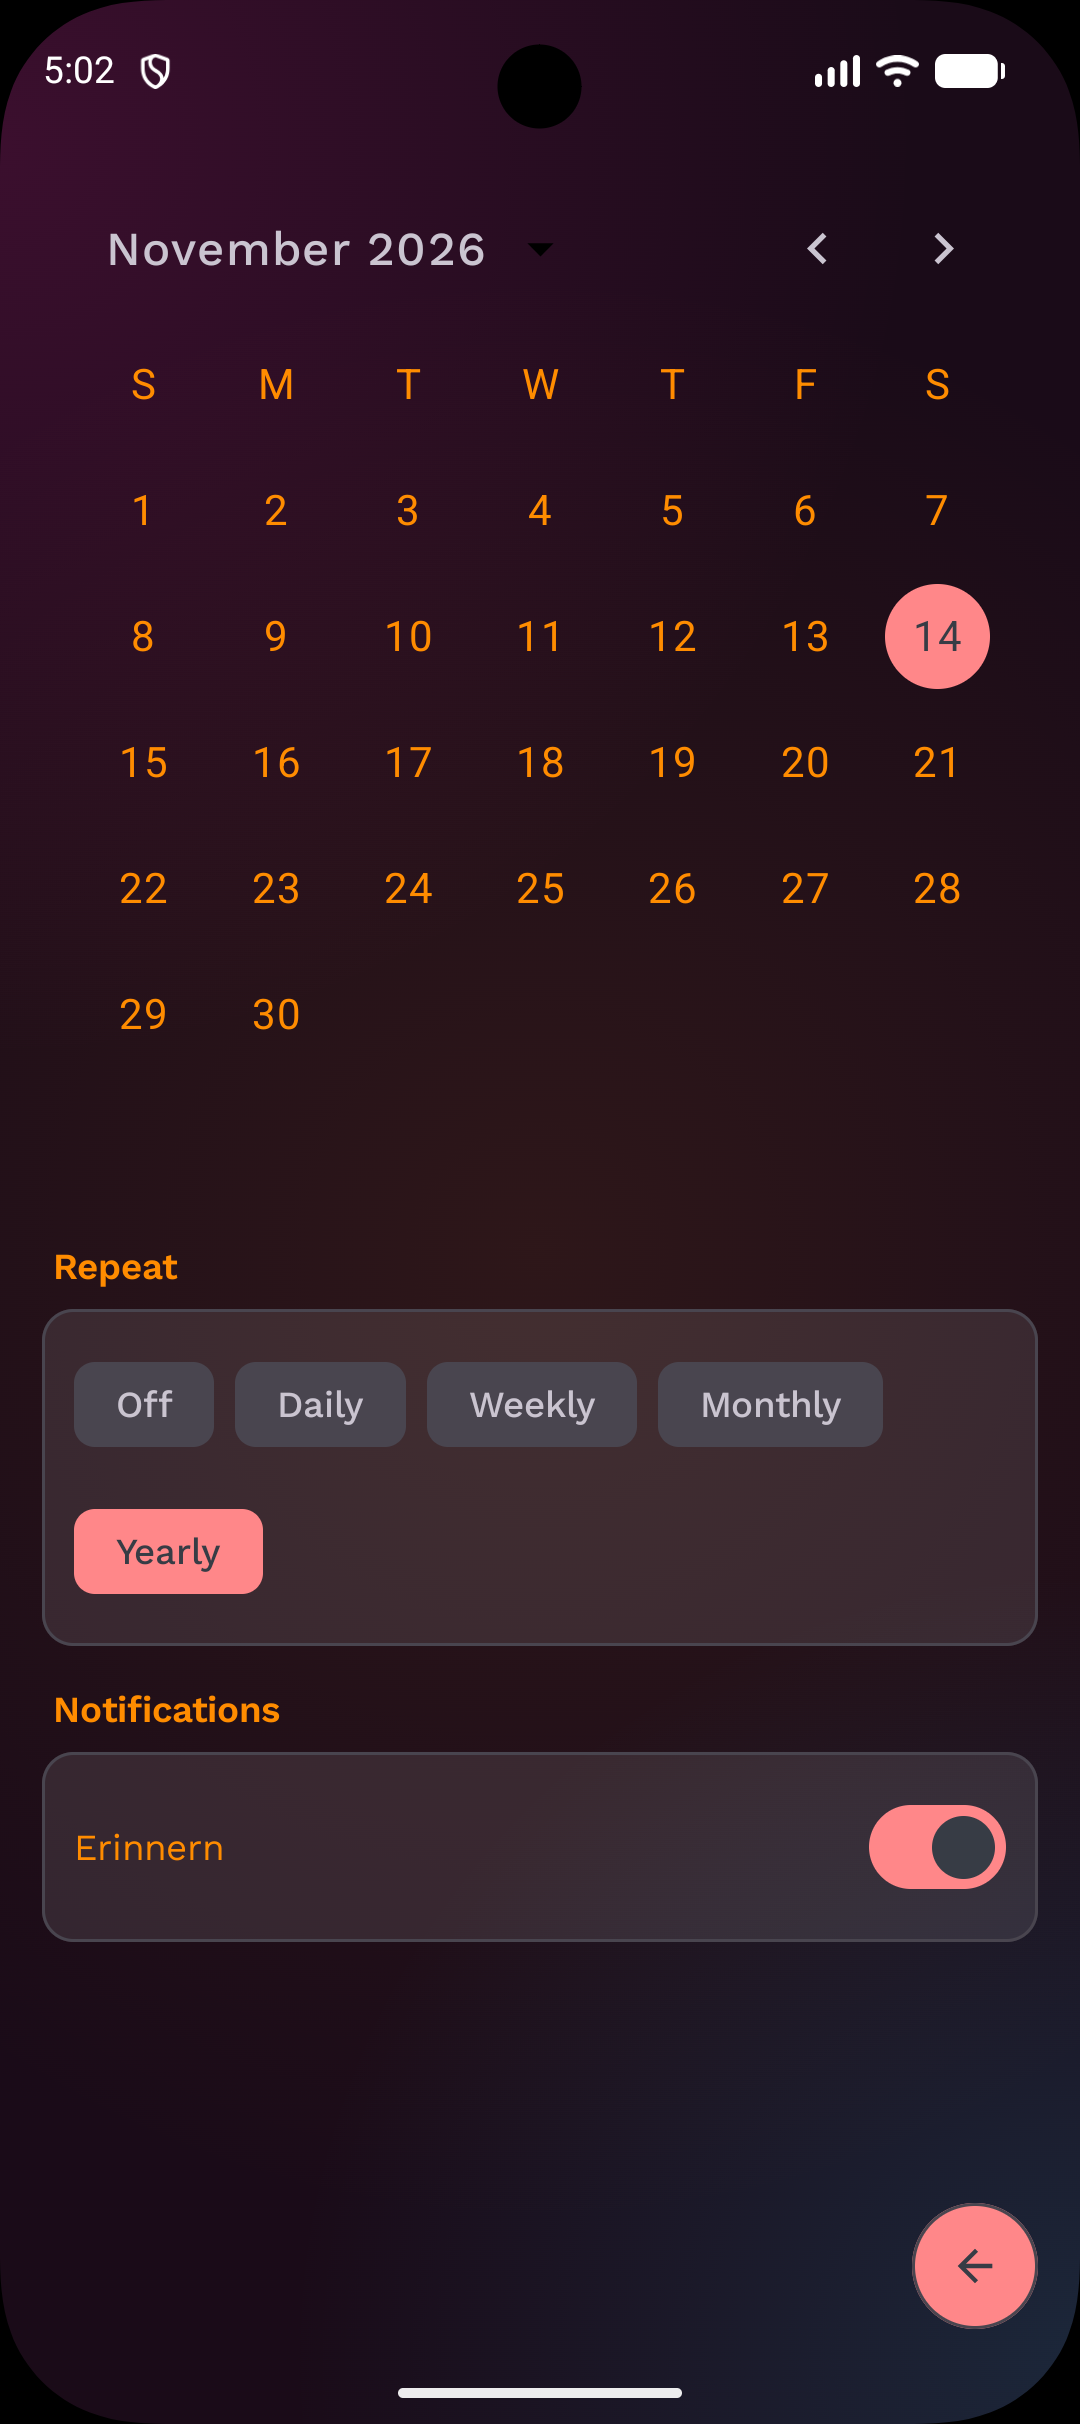 5:02
November 2026
S M T W T F S
1 2 3 4 5 6 7
8 9 10 11 12 13 14
15 16 17 18 19 20 21
22 23 24 25 26 27 28
29 30
Repeat
Off Daily Weekly Monthly
Yearly
Notifications
Erinnern